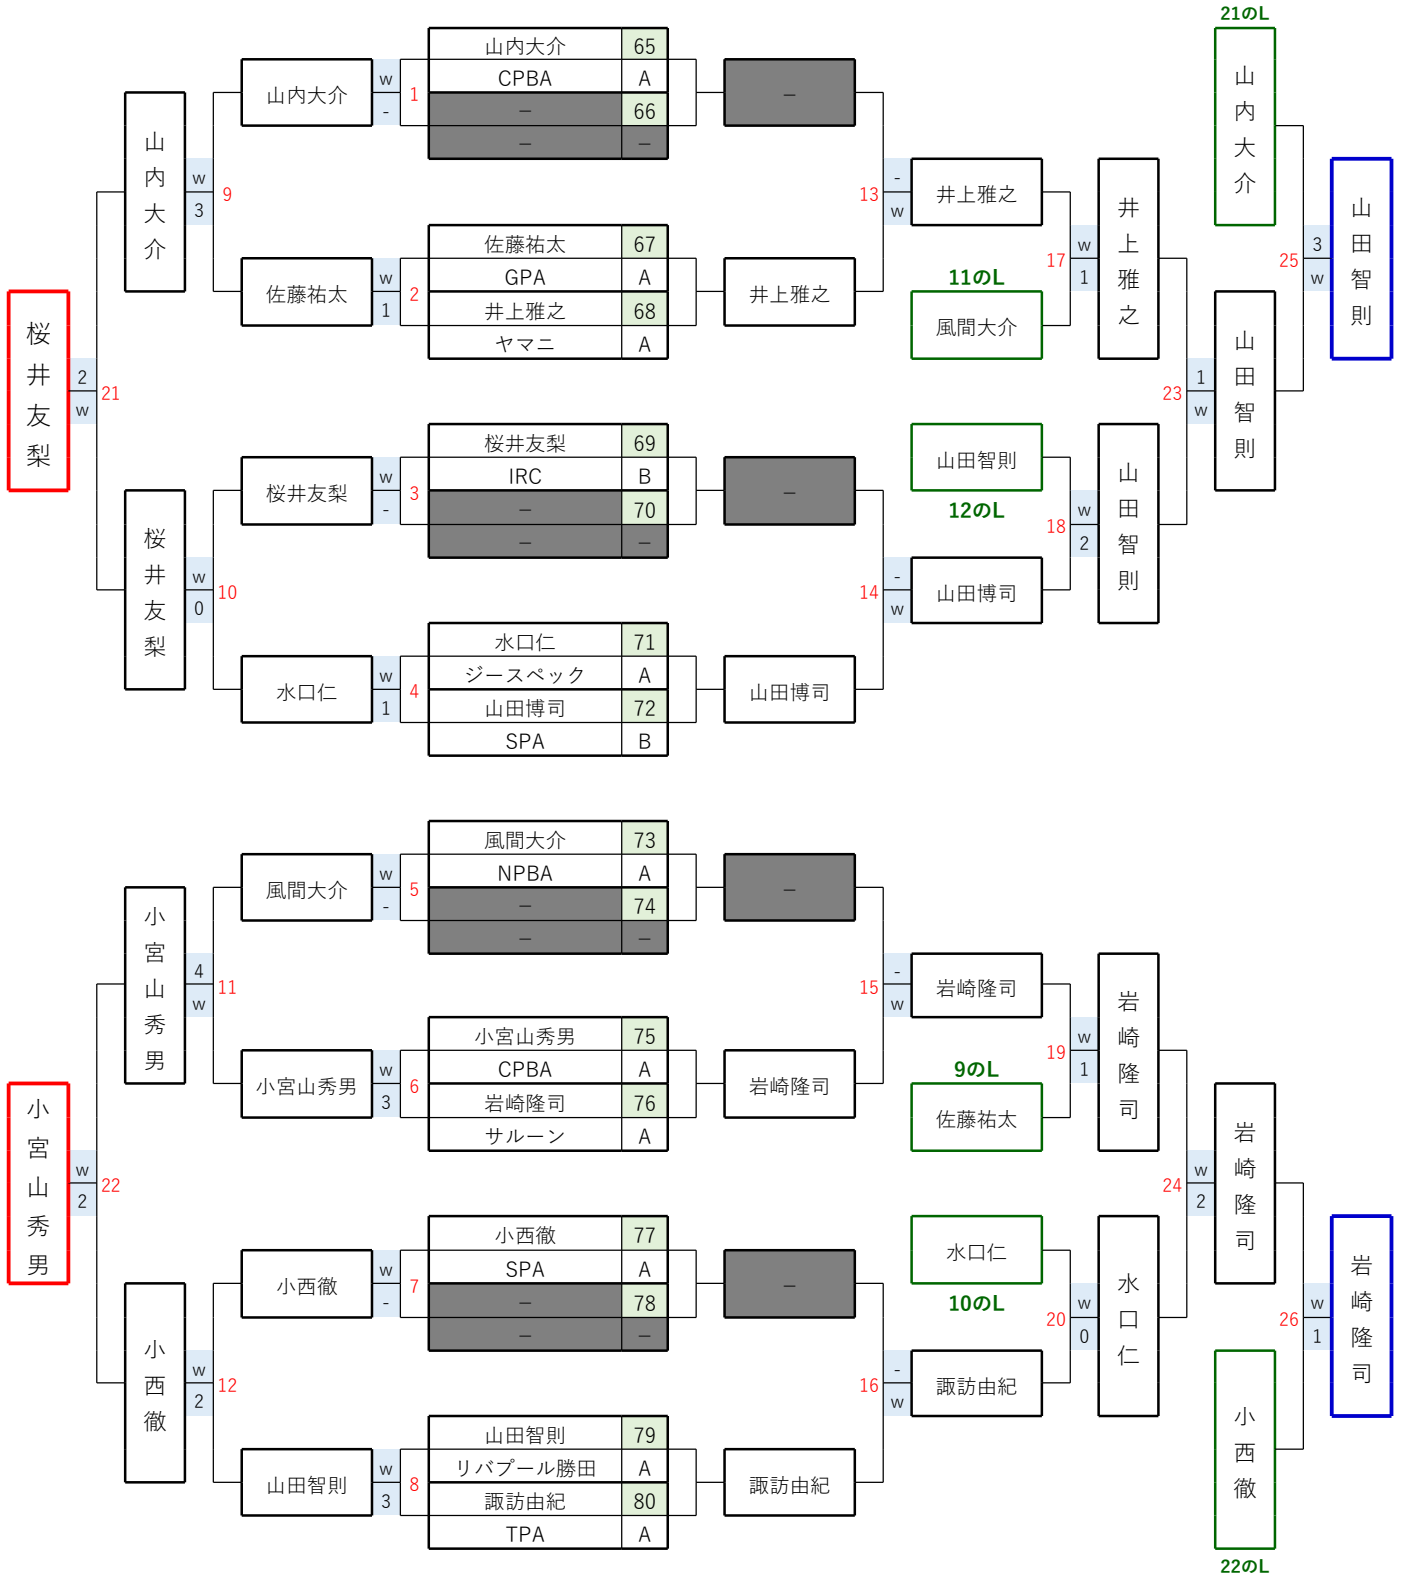 21のL
山内大介 65
山内大介 w 1 CPBA A －
- － 66
－ －
山内大介
山内大介 w 9 3
- 13 w 井上雅之
井上雅之
山田智則
佐藤祐太 67
佐藤祐太 w 2 GPA A 井上雅之
1 井上雅之 68
ヤマニ A
17 w 1
25 3 w
11のL
風間大介
桜井友梨
2 21 w
23 1 w
山田智則
桜井友梨 69
桜井友梨 w 3 IRC B －
- － 70
－ －
山田智則
12のL
18 w 2
山田智則
桜井友梨
w 10 0
14 - w 山田博司
水口仁 71
水口仁 w 4 ジースペック A 山田博司
1 山田博司 72
SPA B
風間大介 73
風間大介 w 5 NPBA A －
- － 74
－ －
小宮山秀男
4 11 w
15 - w 岩崎隆司
岩崎隆司
小宮山秀男 75
小宮山秀男 w 6 CPBA A 岩崎隆司
3 岩崎隆司 76
サルーン A
19 w 1
9のL
佐藤祐太
小宮山秀男
w 22 2
24 w 2
岩崎隆司
小西徹 77
小西徹 w 7 SPA A －
- － 78
－ －
水口仁
10のL
20 w 0
水口仁
26 w 1
岩崎隆司
小西徹
w 12 2
16 - w 諏訪由紀
山田智則 79
山田智則 w 8 リバプール勝田 A 諏訪由紀
3 諏訪由紀 80
TPA A
小西徹
22のL